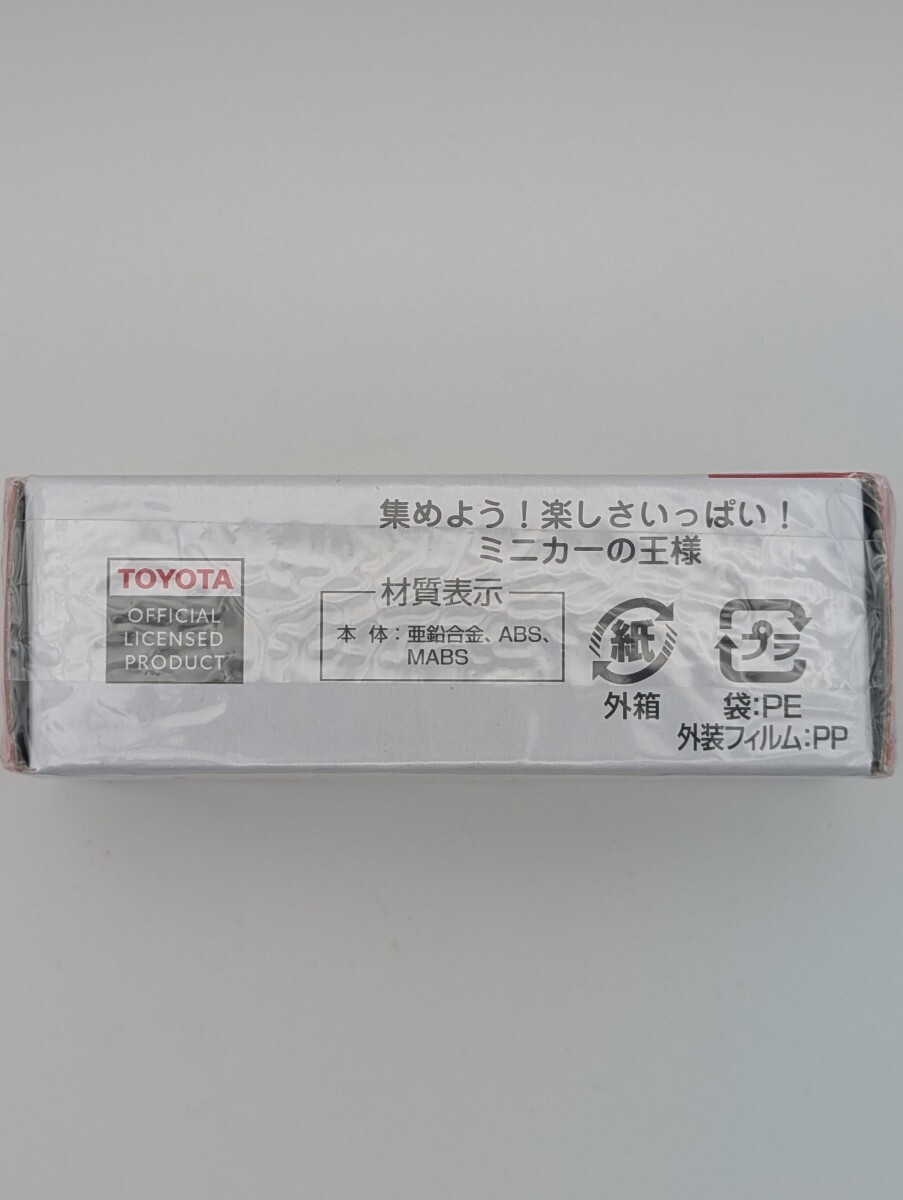 集めよう！楽しさいっぱい！
ミニカーの王様
TOYOTA
OFFICIAL
LICENSED
PRODUCT
材質表示
本 体：亜鉛合金、ABS、
MABS
紙
外箱
プラ
袋:PE
外装フィルム:PP